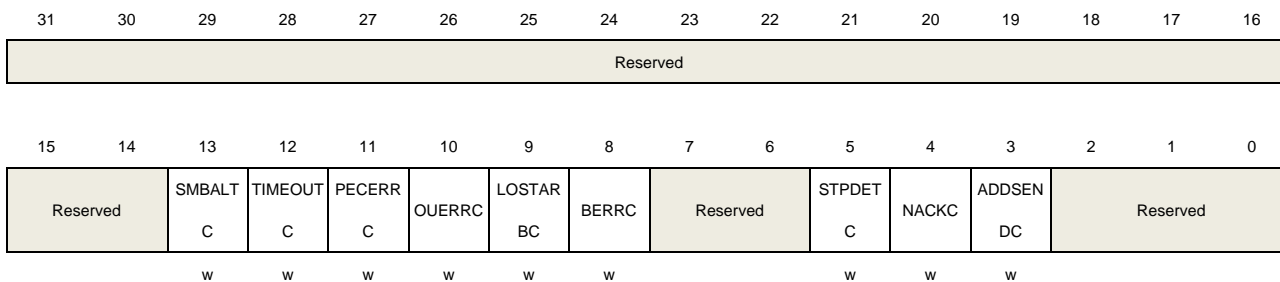 31 30 29 28 27 26 25 24 23 22 21 20 19 18 17 16
Reserved
15 14 13 12 11 10 9 8 7 6 5 4 3 2 1 0
SMBALT TIMEOUT PECERR LOSTAR STPDET ADDSEN
Reserved OUERRC BERRC Reserved NACKC Reserved
C C C BC C DC
w w w w w w w w w